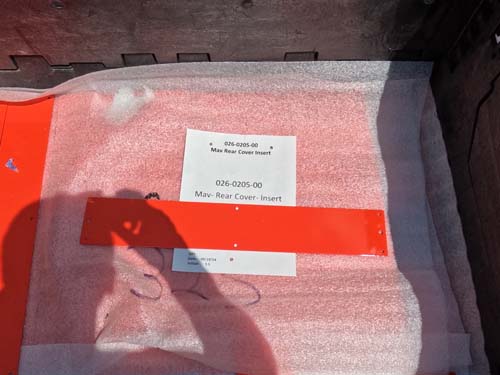 026-0205-00
Mav Rear Cover Insert
026-0205-00
Mav- Rear Cover- Insert